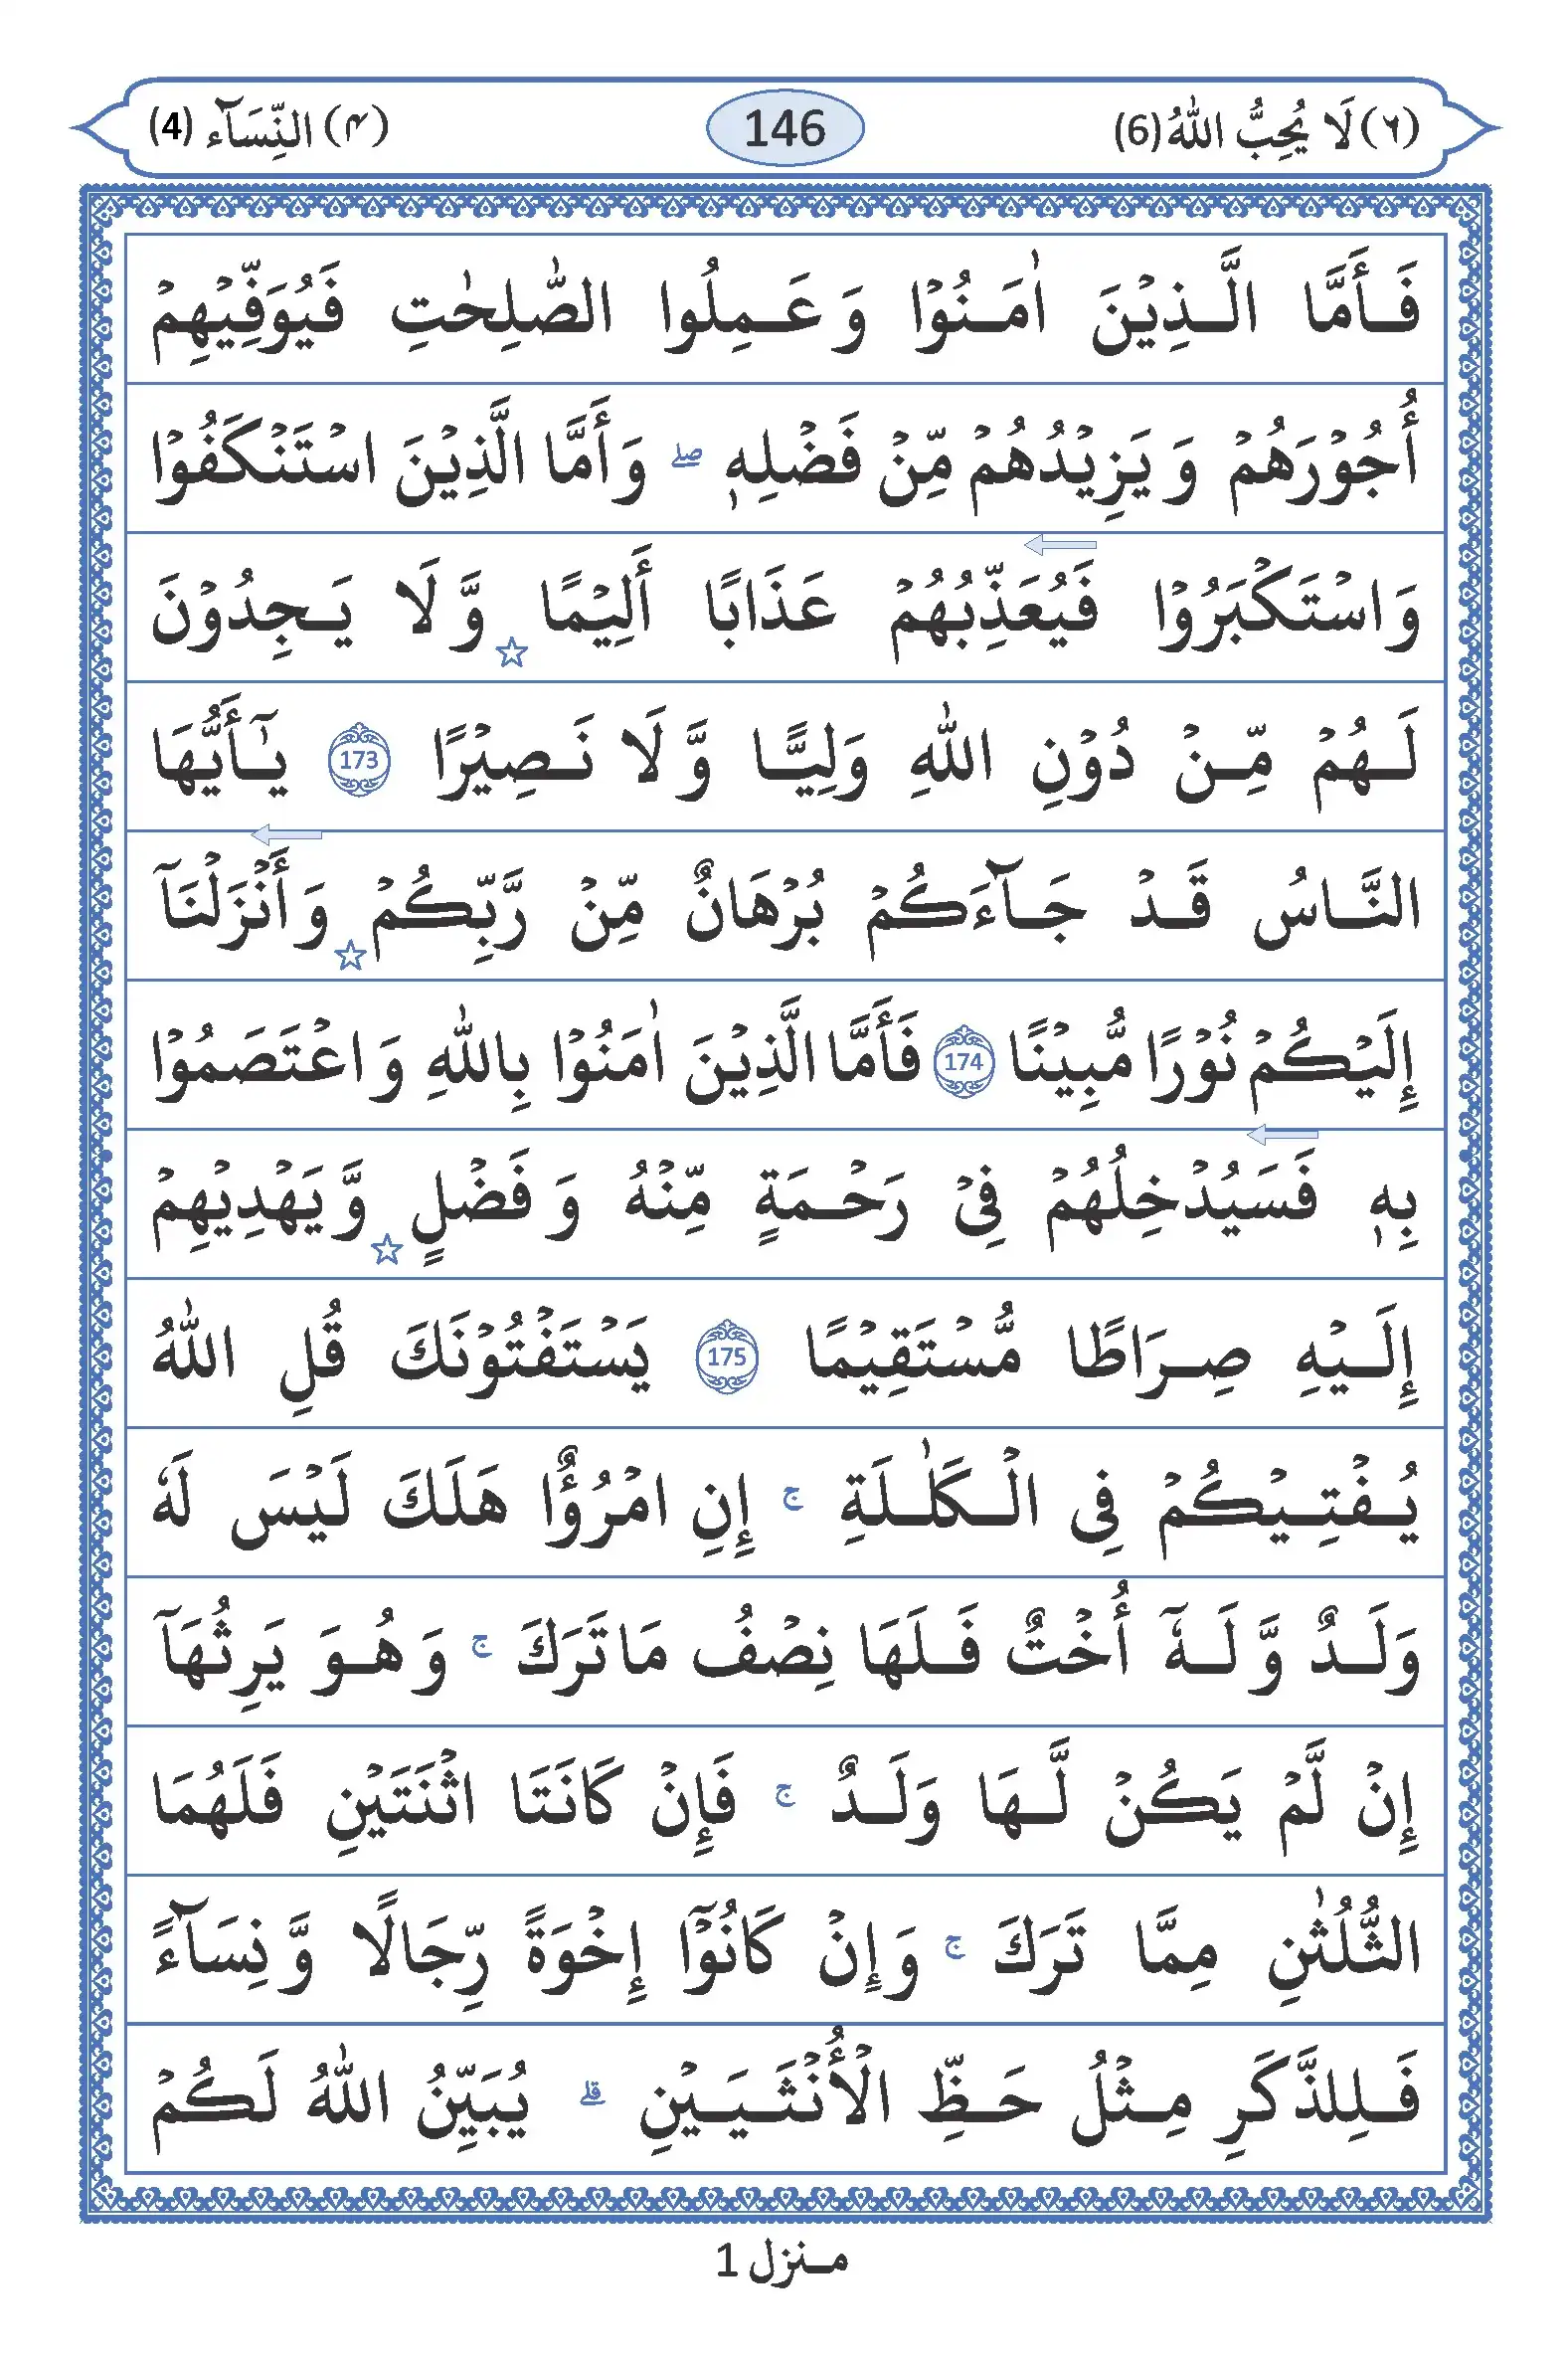 (۶) لَا يُحِبُّ اللّٰهُ (6) 146 (۴) النِّسَآء (4)
فَأَمَّا الَّذِيْنَ اٰمَنُوْا وَ عَمِلُوا الصّٰلِحٰتِ فَيُوَفِّيْهِمْ
أُجُوْرَهُمْ وَ يَزِيْدُهُمْ مِّنْ فَضْلِهٖ ۖ وَ أَمَّا الَّذِيْنَ اسْتَنْكَفُوْا
وَ اسْتَكْبَرُوْا فَيُعَذِّبُهُمْ عَذَابًا أَلِيْمًا ☆ وَّ لَا يَجِدُوْنَ
لَهُمْ مِّنْ دُوْنِ اللّٰهِ وَلِيًّا وَّ لَا نَصِيْرًا 173 يٰٓأَيُّهَا
النَّاسُ قَدْ جَآءَكُمْ بُرْهَانٌ مِّنْ رَّبِّكُمْ ☆ وَ أَنْزَلْنَآ
إِلَيْكُمْ نُوْرًا مُّبِيْنًا 174 فَأَمَّا الَّذِيْنَ اٰمَنُوْا بِاللّٰهِ وَ اعْتَصَمُوْا
بِهٖ فَسَيُدْخِلُهُمْ فِيْ رَحْمَةٍ مِّنْهُ وَ فَضْلٍ ☆ وَّ يَهْدِيْهِمْ
إِلَيْهِ صِرَاطًا مُّسْتَقِيْمًا 175 يَسْتَفْتُوْنَكَ قُلِ اللّٰهُ
يُفْتِيْكُمْ فِى الْكَلٰلَةِ ۚ إِنِ امْرُؤٌا هَلَكَ لَيْسَ لَهٗ
وَلَدٌ وَّ لَهٗٓ أُخْتٌ فَلَهَا نِصْفُ مَا تَرَكَ ۚ وَ هُوَ يَرِثُهَآ
إِنْ لَّمْ يَكُنْ لَّهَا وَلَدٌ ۚ فَإِنْ كَانَتَا اثْنَتَيْنِ فَلَهُمَا
الثُّلُثٰنِ مِمَّا تَرَكَ ۚ وَ إِنْ كَانُوْٓا إِخْوَةً رِّجَالًا وَّ نِسَآءً
فَلِلذَّكَرِ مِثْلُ حَظِّ الْأُنْثَيَيْنِ ۗ يُبَيِّنُ اللّٰهُ لَكُمْ
منزل 1